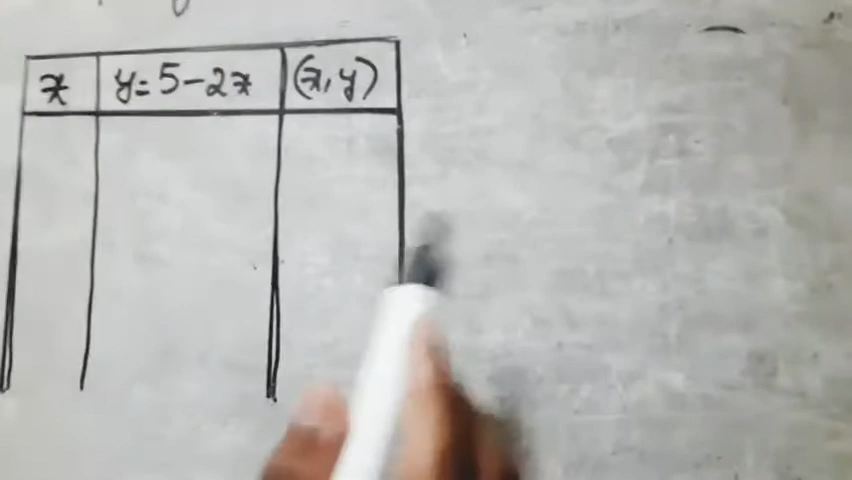 x y=5-2x (x,y)